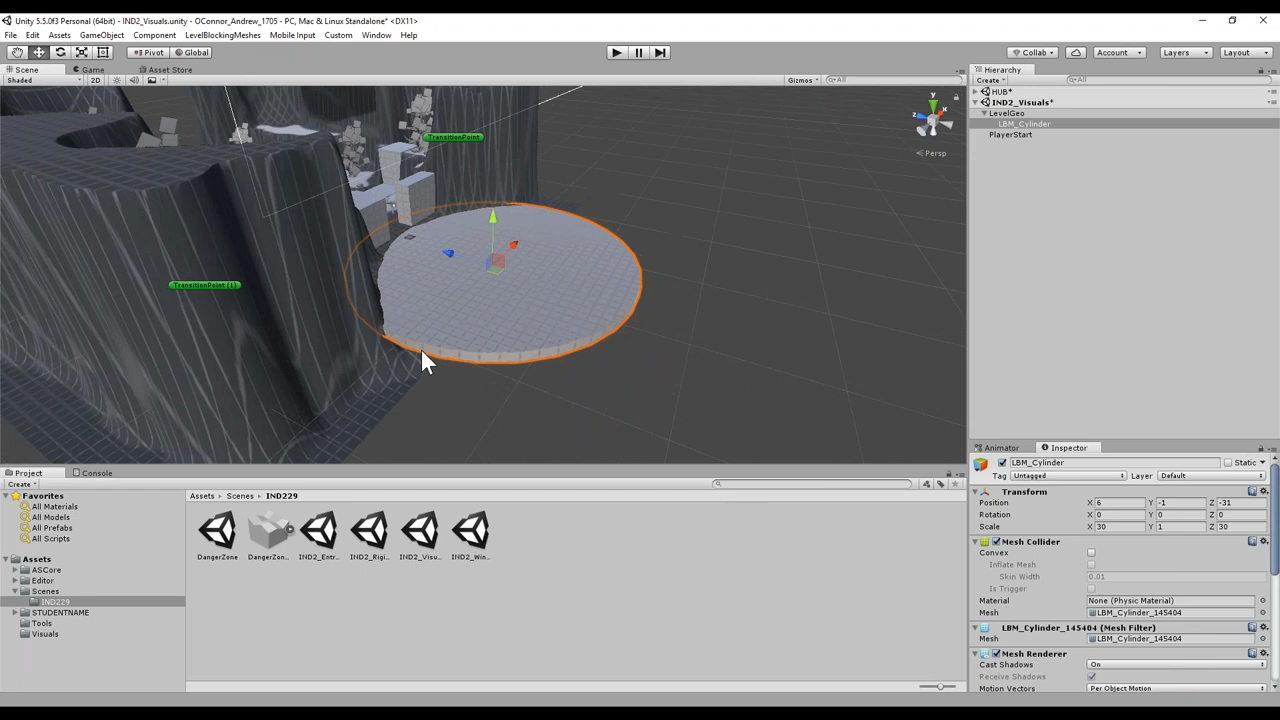 Unity 5.5.0f3 Personal (64bit) - IND2_Visuals.unity - OConnor_Andrew_1705 - PC, Mac & Linux Standalone* <DX11>
File Edit Assets GameObject Component LevelBlockingMeshes Mobile Input Custom Window Help
Pivot Global Collab Account Layers Layout
Scene Game Asset Store Hierarchy
Shaded 2D Gizmos All Create All
HUB*
IND2_Visuals*
LevelGeo
LBM_Cylinder
PlayerStart
y
x
z
Persp
TransitionPoint
TransitionPoint (1)
Animator Inspector
LBM_Cylinder Static
Tag Untagged Layer Default
Transform
Position X 6 Y -1 Z -31
Rotation X 0 Y 0 Z 0
Scale X 30 Y 1 Z 30
Mesh Collider
Convex
Inflate Mesh
Skin Width 0.01
Is Trigger
Material None (Physic Material)
Mesh LBM_Cylinder_145404
LBM_Cylinder_145404 (Mesh Filter)
Mesh LBM_Cylinder_145404
Mesh Renderer
Cast Shadows On
Receive Shadows
Motion Vectors Per Object Motion
Project Console
Create
Favorites
All Materials
All Models
All Prefabs
All Scripts
Assets
ASCore
Editor
Scenes
IND229
STUDENTNAME
Tools
Visuals
Assets Scenes IND229
DangerZone DangerZon... IND2_Entr... IND2_Rigi... IND2_Visu... IND2_Win...